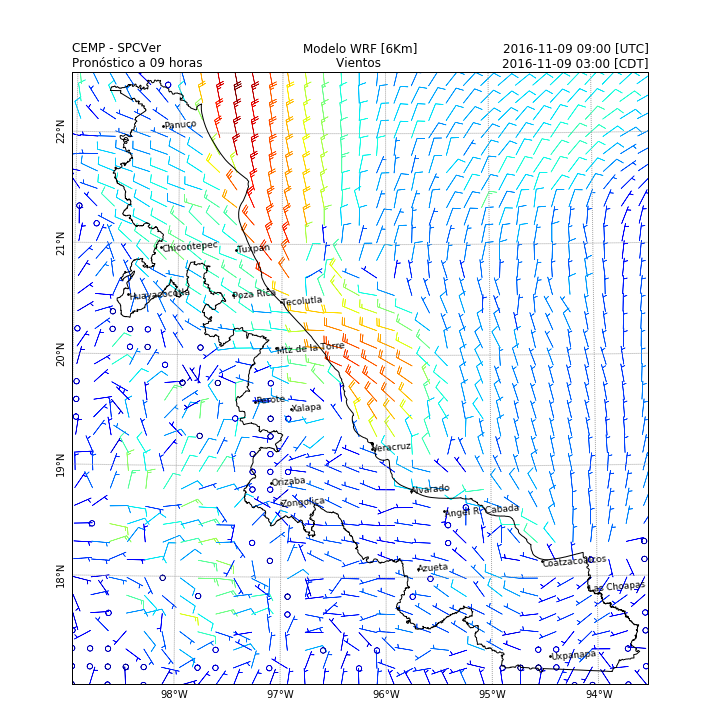 CEMP - SPCVer Modelo WRF [6Km] 2016-11-09 09:00 [UTC]
Pronóstico a 09 horas Vientos 2016-11-09 03:00 [CDT]
22°N
Panuco
21°N
Chicontepec
Tuxpan
Huayacocotla
Poza Rica
Tecolutla
20°N
Mtz de la Torre
Perote
Xalapa
Veracruz
19°N
Orizaba
Alvarado
Zongolica
Angel R. Cabada
18°N
Azueta
Coatzacoalcos
Las Choapas
Uxpanapa
98°W 97°W 96°W 95°W 94°W